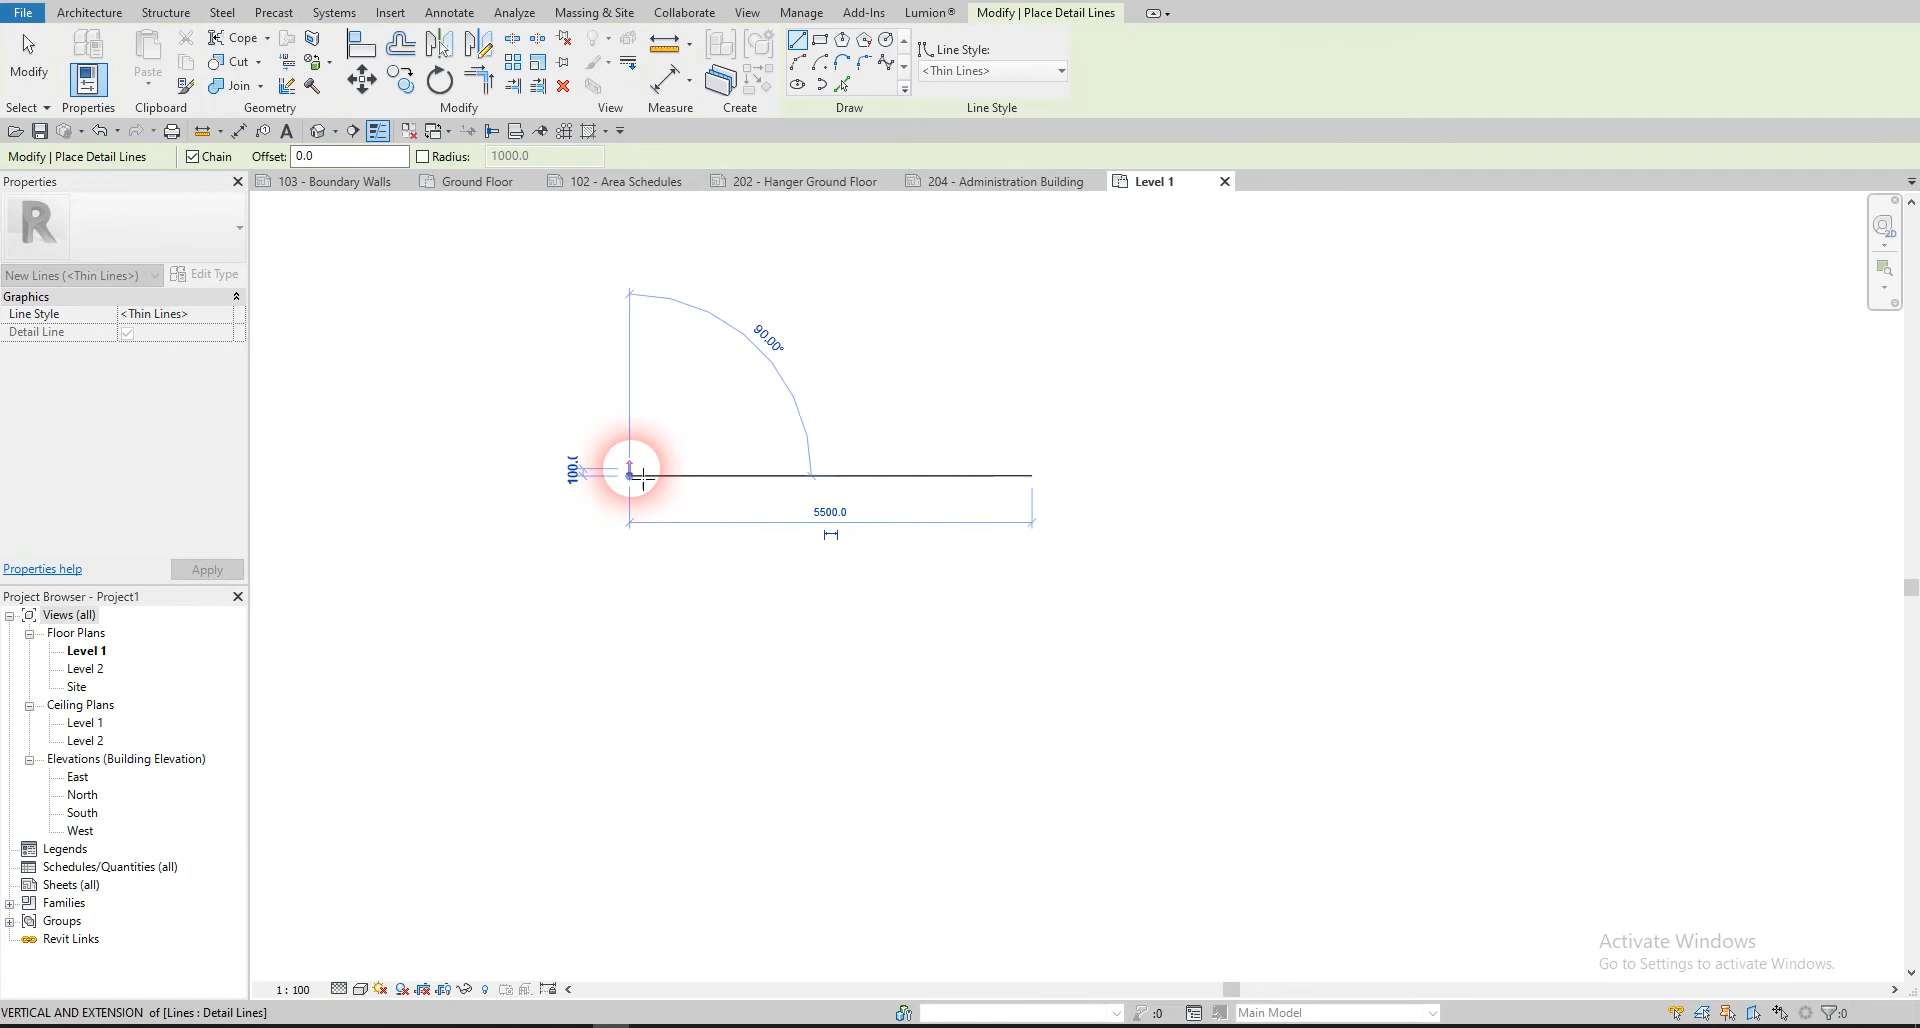 File Architecture Structure Steel Precast Systems Insert Annotate Analyze Massing & Site Collaborate View Manage Add-Ins Lumion® Modify | Place Detail Lines
Modify
Paste
Cope
Cut
Join
Line Style:
<Thin Lines>
Select Properties Clipboard Geometry Modify View Measure Create Draw Line Style
A
Modify | Place Detail Lines Chain Offset: 0.0 Radius: 1000.0
Properties
103 - Boundary Walls Ground Floor 102 - Area Schedules 202 - Hanger Ground Floor 204 - Administration Building Level 1
R
2D
New Lines (<Thin Lines>) Edit Type
Graphics
Line Style <Thin Lines>
Detail Line
90.00°
100.(
5500.0
Properties help Apply
Project Browser - Project1
Views (all)
Floor Plans
Level 1
Level 2
Site
Ceiling Plans
Level 1
Level 2
Elevations (Building Elevation)
East
North
South
West
Legends
Schedules/Quantities (all)
Sheets (all)
Families
Groups
Revit Links
Activate Windows
Go to Settings to activate Windows.
1 : 100
VERTICAL AND EXTENSION of [Lines : Detail Lines] :0 Main Model :0